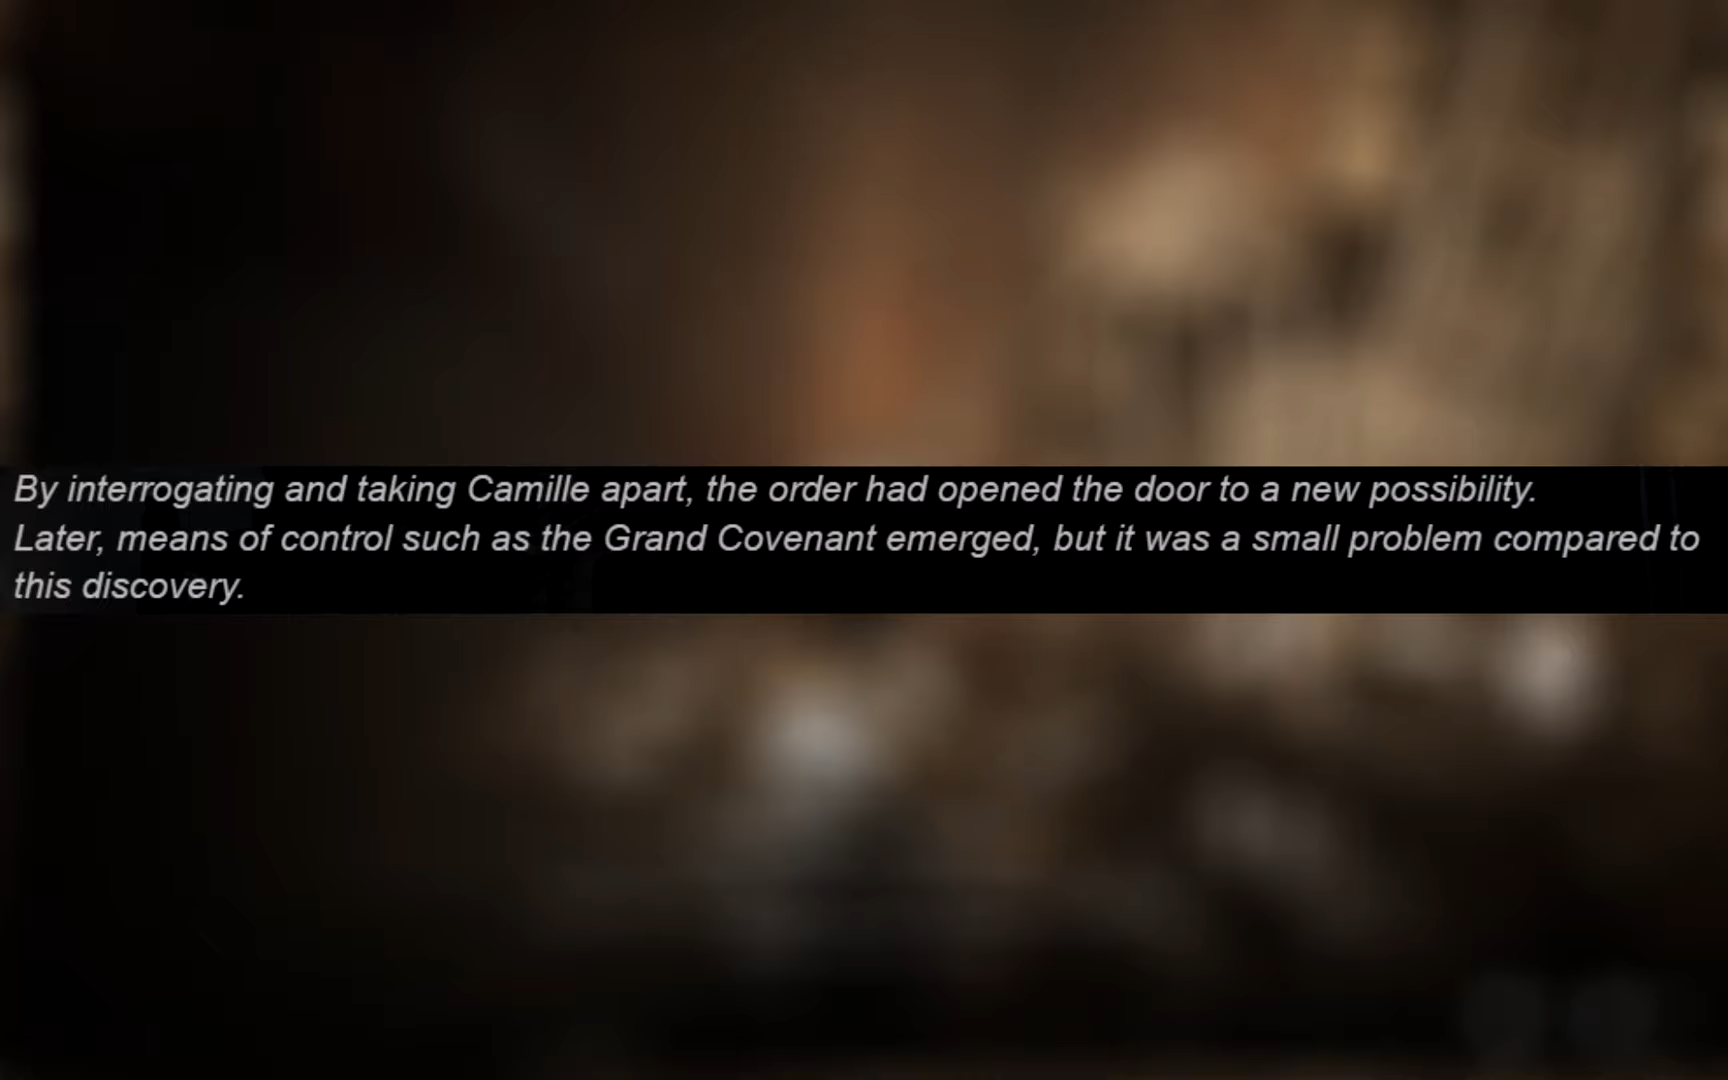 By interrogating and taking Camille apart, the order had opened the door to a new possibility.
Later, means of control such as the Grand Covenant emerged, but it was a small problem compared to
this discovery.